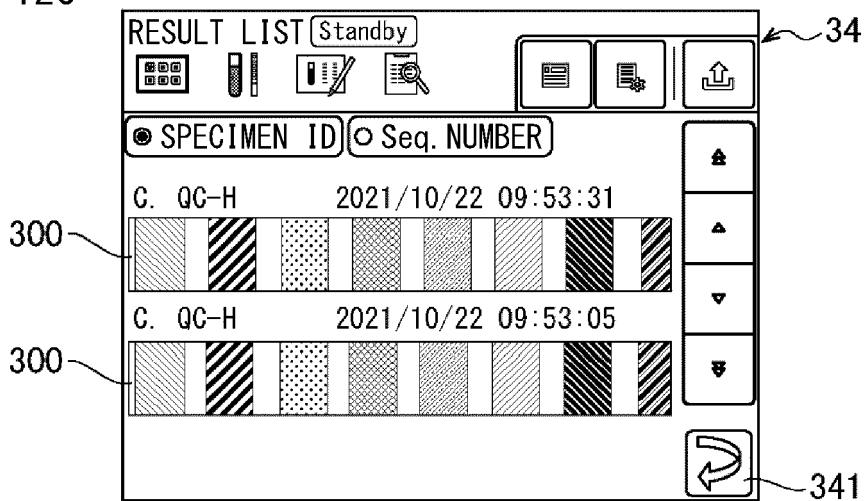 RESULT LIST Standby
34
SPECIMEN ID Seq. NUMBER
C. QC-H 2021/10/22 09:53:31
300
C. QC-H 2021/10/22 09:53:05
300
341